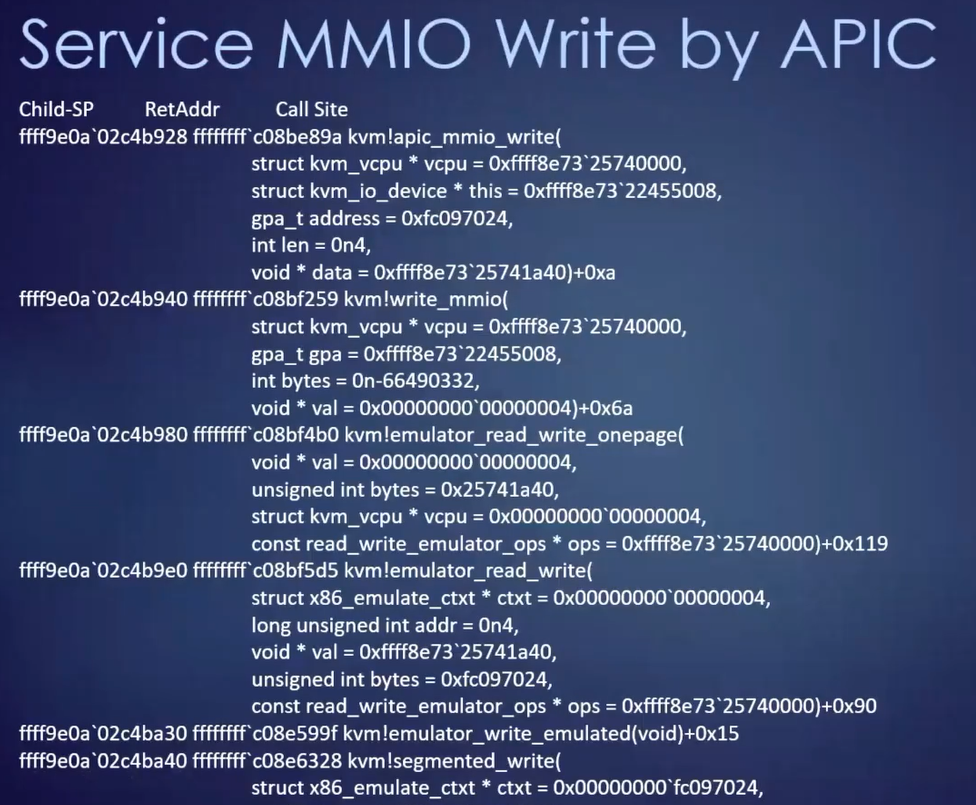 Service MMIO Write by APIC
Child-SP RetAddr Call Site
ffff9e0a`02c4b928 ffffffff`c08be89a kvm!apic_mmio_write(
struct kvm_vcpu * vcpu = 0xffff8e73`25740000,
struct kvm_io_device * this = 0xffff8e73`22455008,
gpa_t address = 0xfc097024,
int len = 0n4,
void * data = 0xffff8e73`25741a40)+0xa
ffff9e0a`02c4b940 ffffffff`c08bf259 kvm!write_mmio(
struct kvm_vcpu * vcpu = 0xffff8e73`25740000,
gpa_t gpa = 0xffff8e73`22455008,
int bytes = 0n-66490332,
void * val = 0x00000000`00000004)+0x6a
ffff9e0a`02c4b980 ffffffff`c08bf4b0 kvm!emulator_read_write_onepage(
void * val = 0x00000000`00000004,
unsigned int bytes = 0x25741a40,
struct kvm_vcpu * vcpu = 0x00000000`00000004,
const read_write_emulator_ops * ops = 0xffff8e73`25740000)+0x119
ffff9e0a`02c4b9e0 ffffffff`c08bf5d5 kvm!emulator_read_write(
struct x86_emulate_ctxt * ctxt = 0x00000000`00000004,
long unsigned int addr = 0n4,
void * val = 0xffff8e73`25741a40,
unsigned int bytes = 0xfc097024,
const read_write_emulator_ops * ops = 0xffff8e73`25740000)+0x90
ffff9e0a`02c4ba30 ffffffff`c08e599f kvm!emulator_write_emulated(void)+0x15
ffff9e0a`02c4ba40 ffffffff`c08e6328 kvm!segmented_write(
struct x86_emulate_ctxt * ctxt = 0x00000000`fc097024,